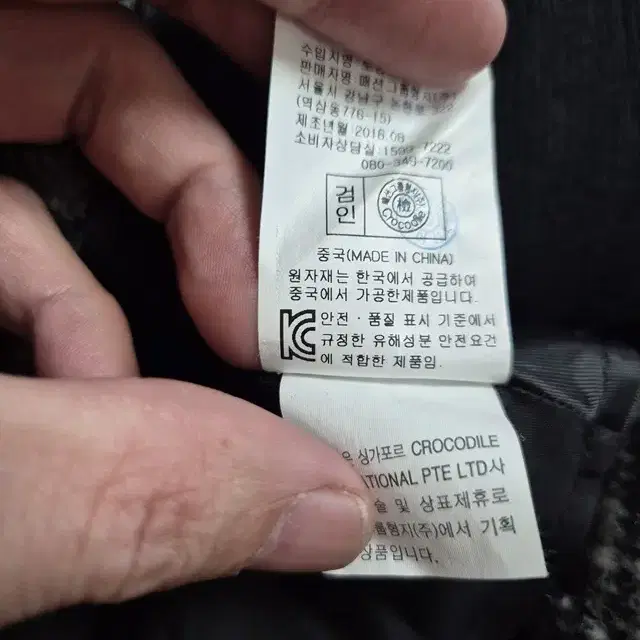 판매자명 패션그룹형지(주)
서울시 강남구 논현로
(역삼동776-15)
제조년월 2016.08
소비자상담실 1599-7222
080-349-7200
검인
Crocodile
중국(MADE IN CHINA)
원자재는 한국에서 공급하여
중국에서 가공한제품입니다.
안전 · 품질 표시 기준에서
규정한 유해성분 안전요건
에 적합한 제품임.
은 싱가포르 CROCODILE
ATIONAL PTE LTD사
술 및 상표제휴로
룹형지(주)에서 기획
상품입니다.